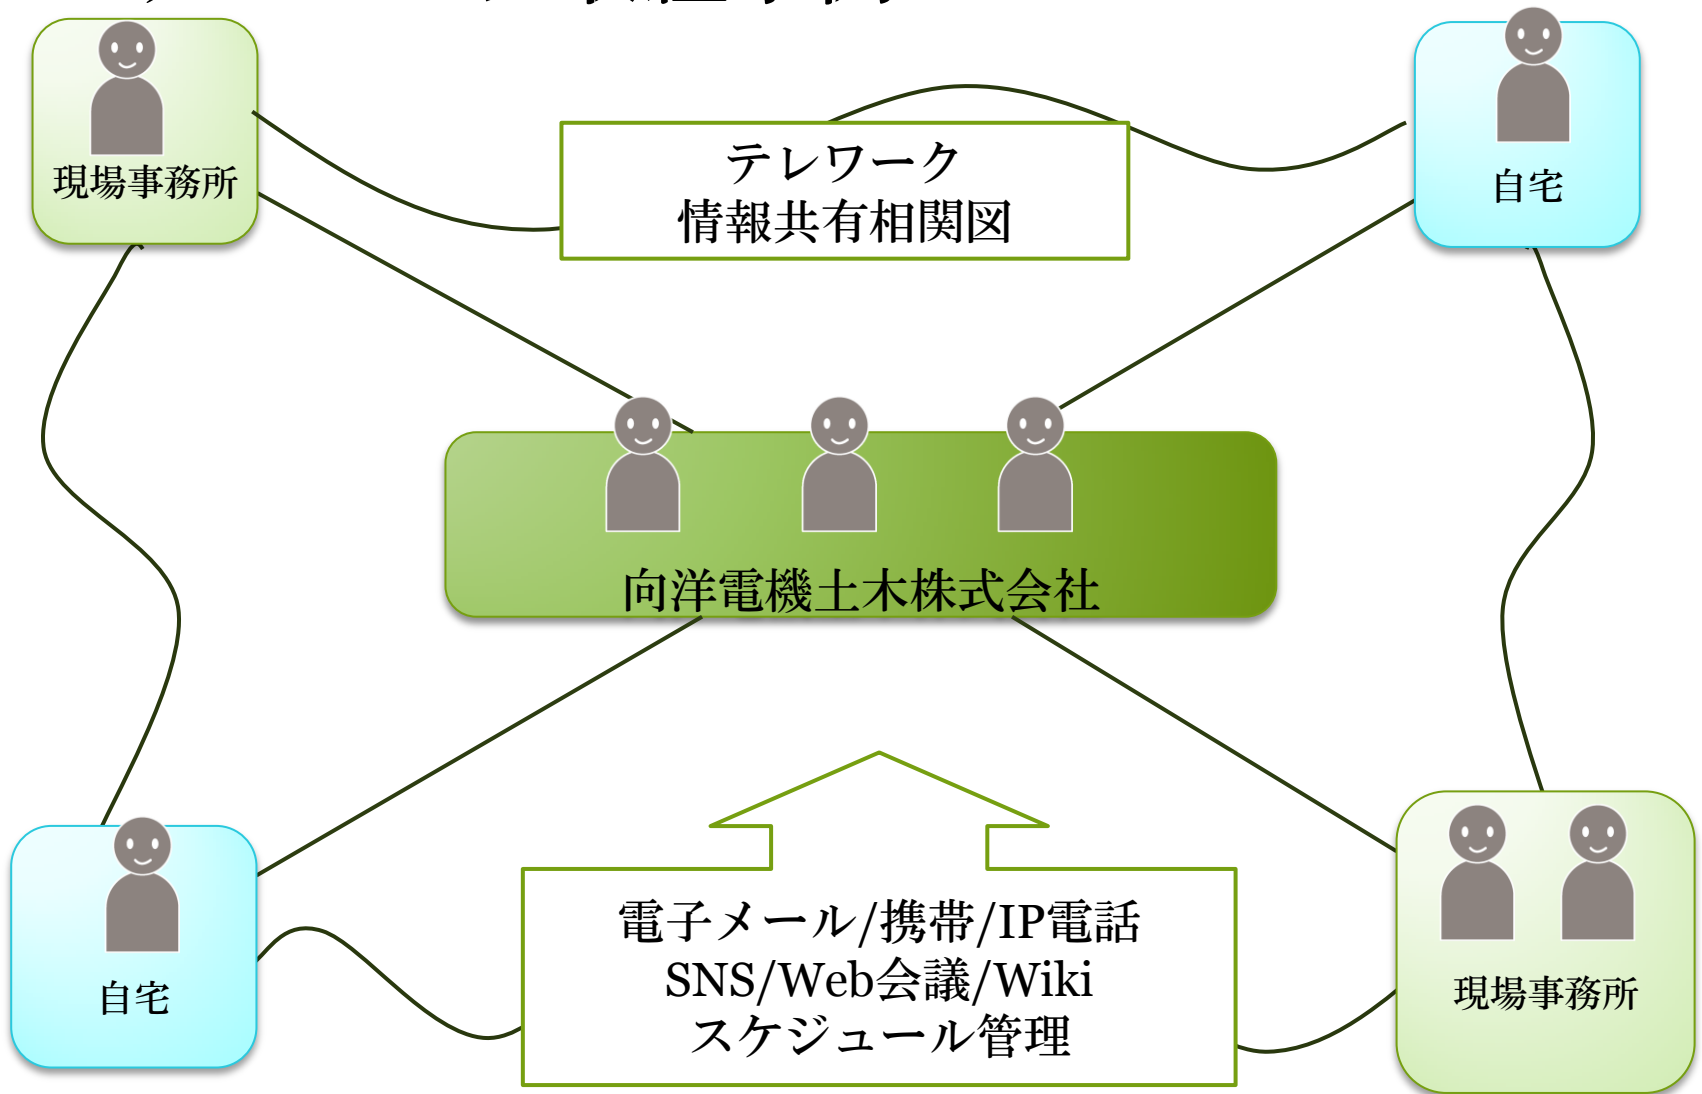 現場事務所
テレワーク
情報共有相関図
自宅
向洋電機土木株式会社
電子メール/携帯/IP電話
SNS/Web会議/Wiki
スケジュール管理
自宅
現場事務所